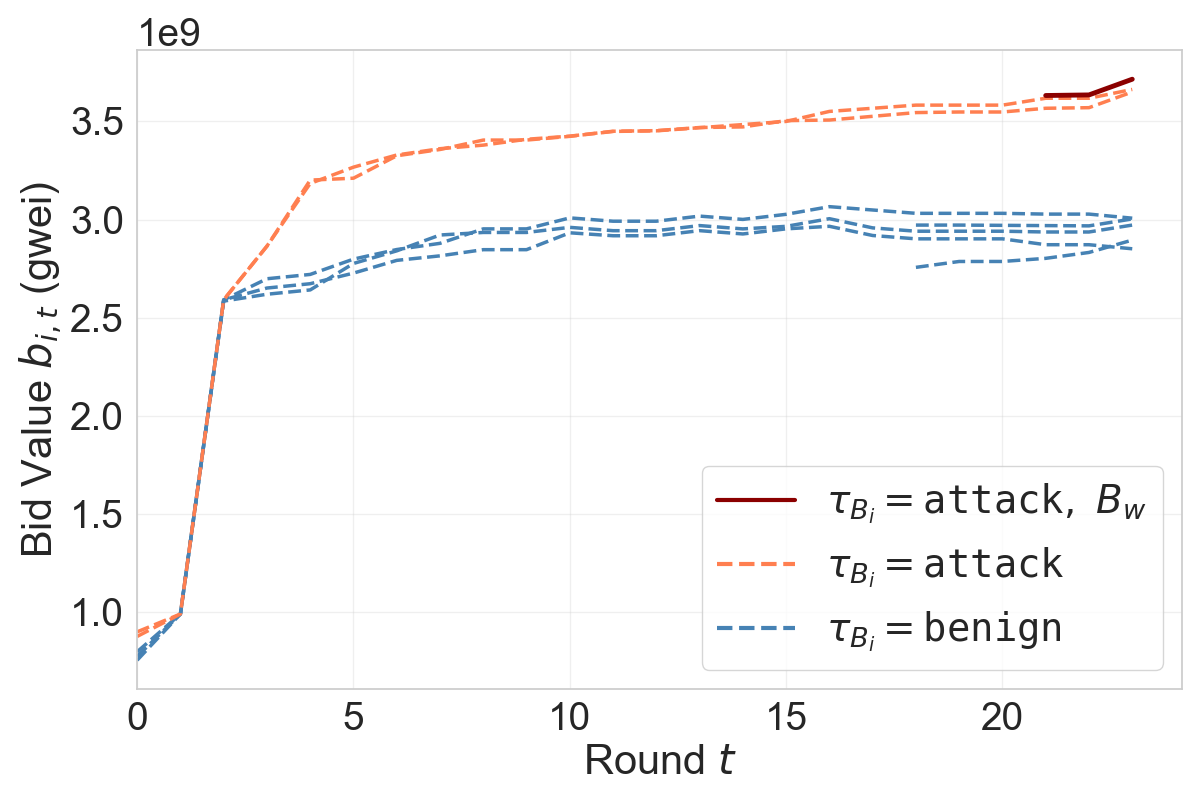 1e9
3.5
3.0
2.5
2.0
1.5
1.0
Bid Value b_{i,t} (gwei)
τ_{B_i} = attack, B_w
τ_{B_i} = attack
τ_{B_i} = benign
0 5 10 15 20
Round t